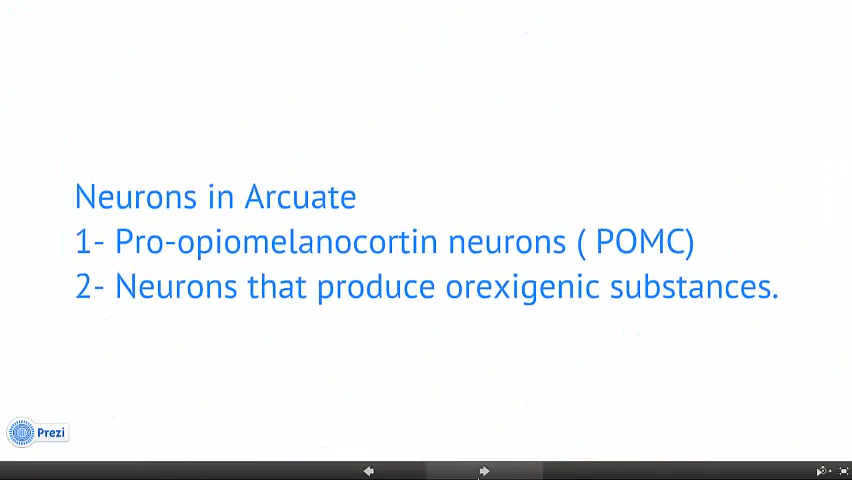 Neurons in Arcuate
1- Pro-opiomelanocortin neurons ( POMC)
2- Neurons that produce orexigenic substances.
Prezi